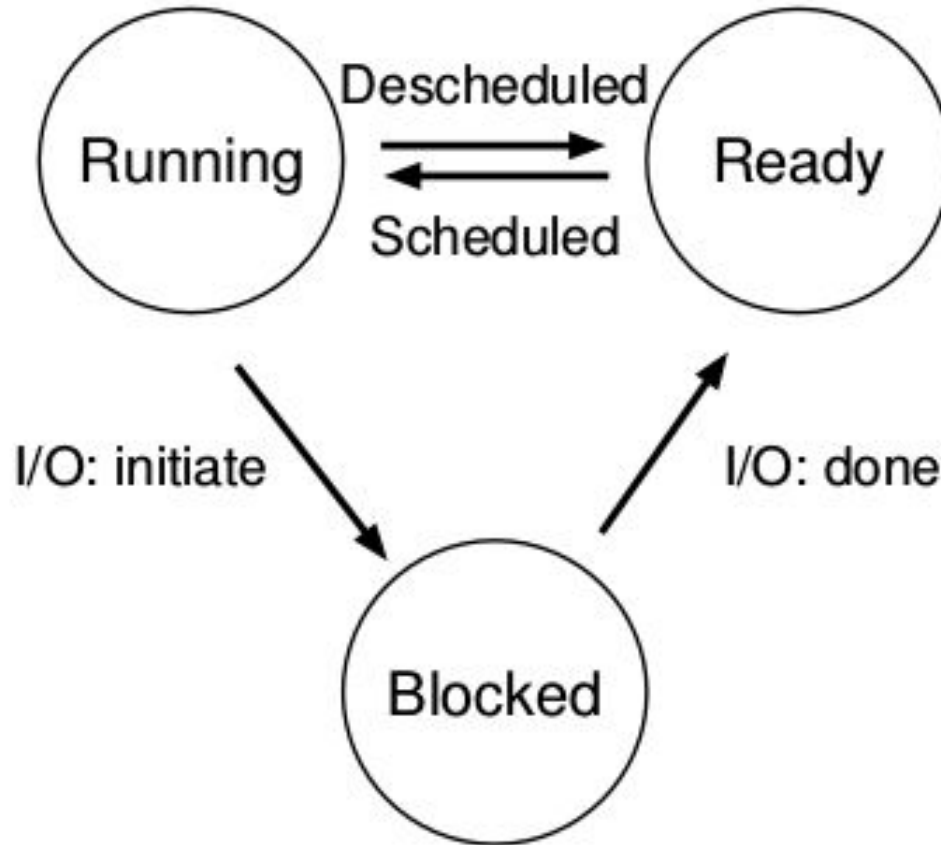 Descheduled
Running
Ready
Scheduled
I/O: initiate
I/O: done
Blocked